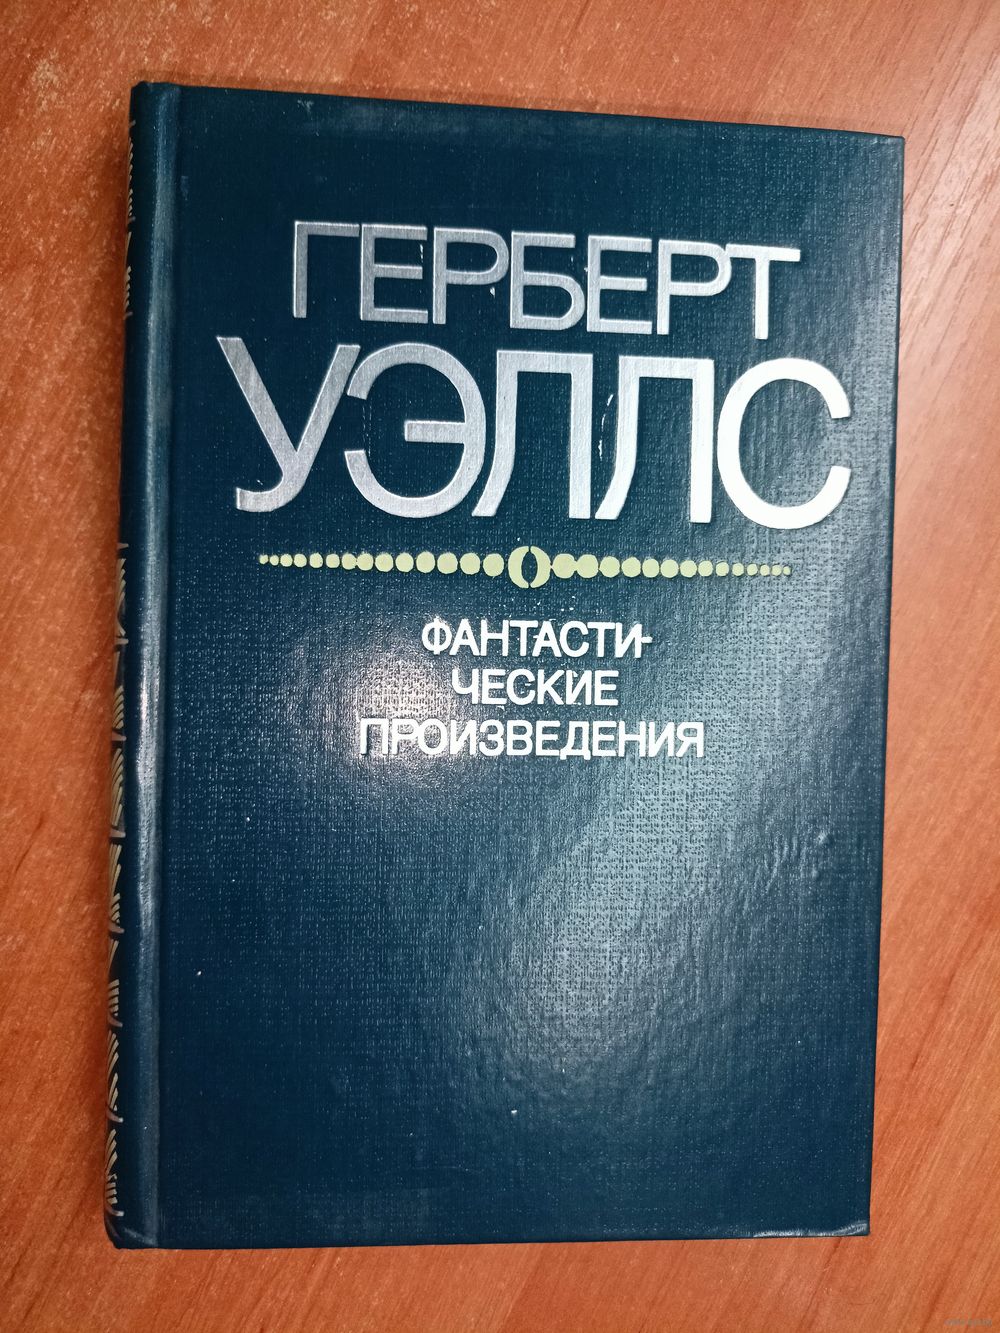 ГЕРБЕРТ
УЭЛЛС
ФАНТАСТИ-
ЧЕСКИЕ
ПРОИЗВЕДЕНИЯ